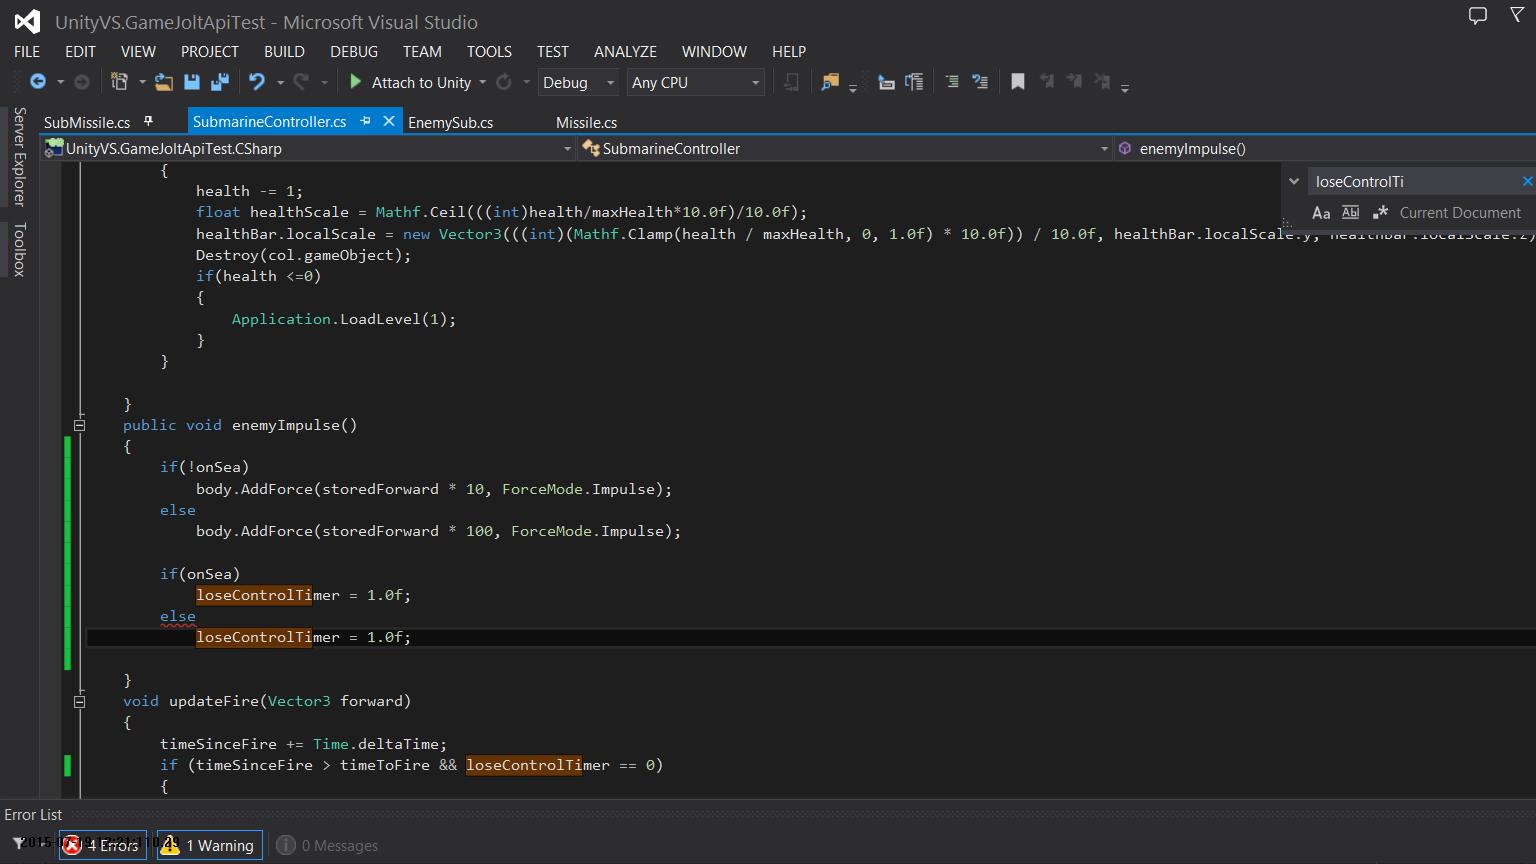 UnityVS.GameJoltApiTest - Microsoft Visual Studio
FILE EDIT VIEW PROJECT BUILD DEBUG TEAM TOOLS TEST ANALYZE WINDOW HELP
Attach to Unity Debug Any CPU
Server Explorer
Toolbox
SubMissile.cs SubmarineController.cs EnemySub.cs Missile.cs
UnityVS.GameJoltApiTest.CSharp SubmarineController enemyImpulse()
loseControlTi
Aa Abl .* Current Document
{
health -= 1;
float healthScale = Mathf.Ceil(((int)health/maxHealth*10.0f)/10.0f);
healthBar.localScale = new Vector3(((int)(Mathf.Clamp(health / maxHealth, 0, 1.0f) * 10.0f)) / 10.0f, healthBar.localScale.y, healthBar.localScale.z)
Destroy(col.gameObject);
if(health <=0)
{
Application.LoadLevel(1);
}
}
}
public void enemyImpulse()
{
if(!onSea)
body.AddForce(storedForward * 10, ForceMode.Impulse);
else
body.AddForce(storedForward * 100, ForceMode.Impulse);
if(onSea)
loseControlTimer = 1.0f;
else
loseControlTimer = 1.0f;
}
void updateFire(Vector3 forward)
{
timeSinceFire += Time.deltaTime;
if (timeSinceFire > timeToFire && loseControlTimer == 0)
{
Error List
4 Errors 1 Warning 0 Messages